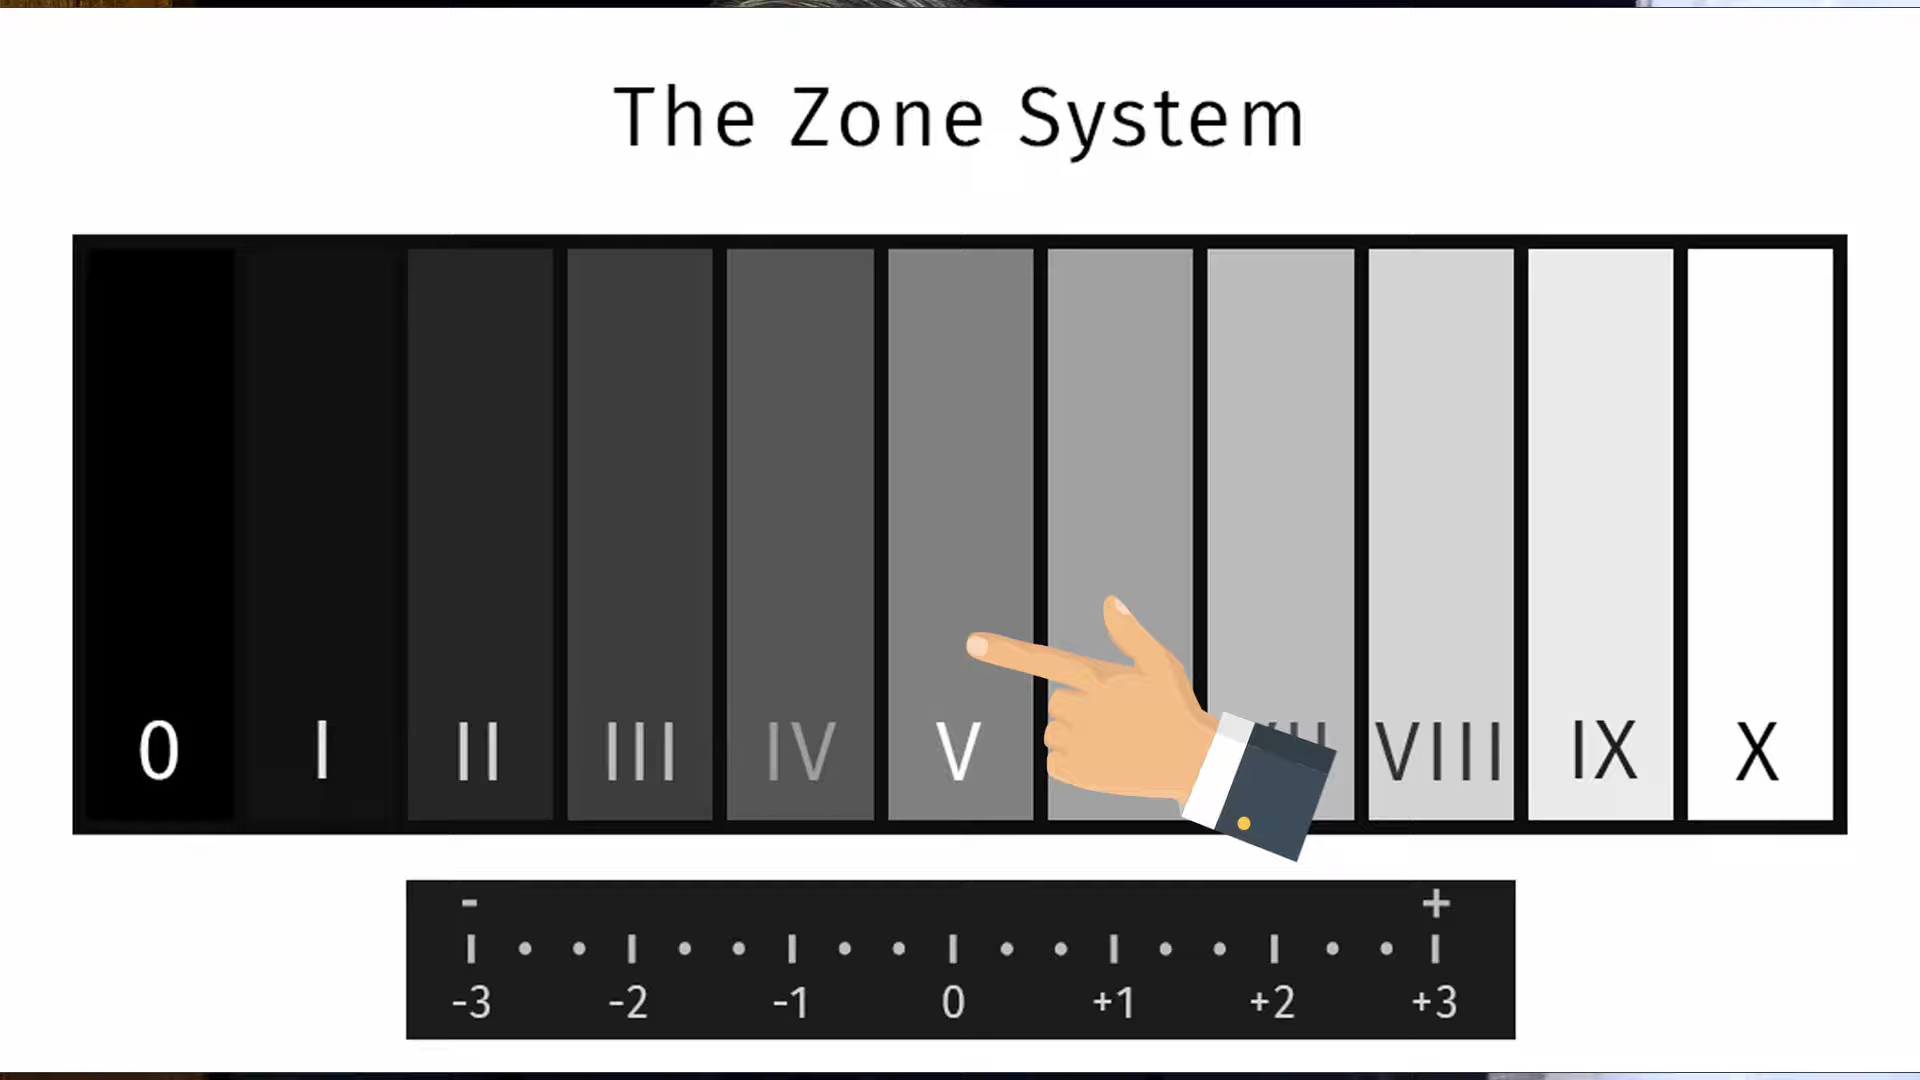 The Zone System
0 I II III IV V VIII IX X
- +
-3 -2 -1 0 +1 +2 +3